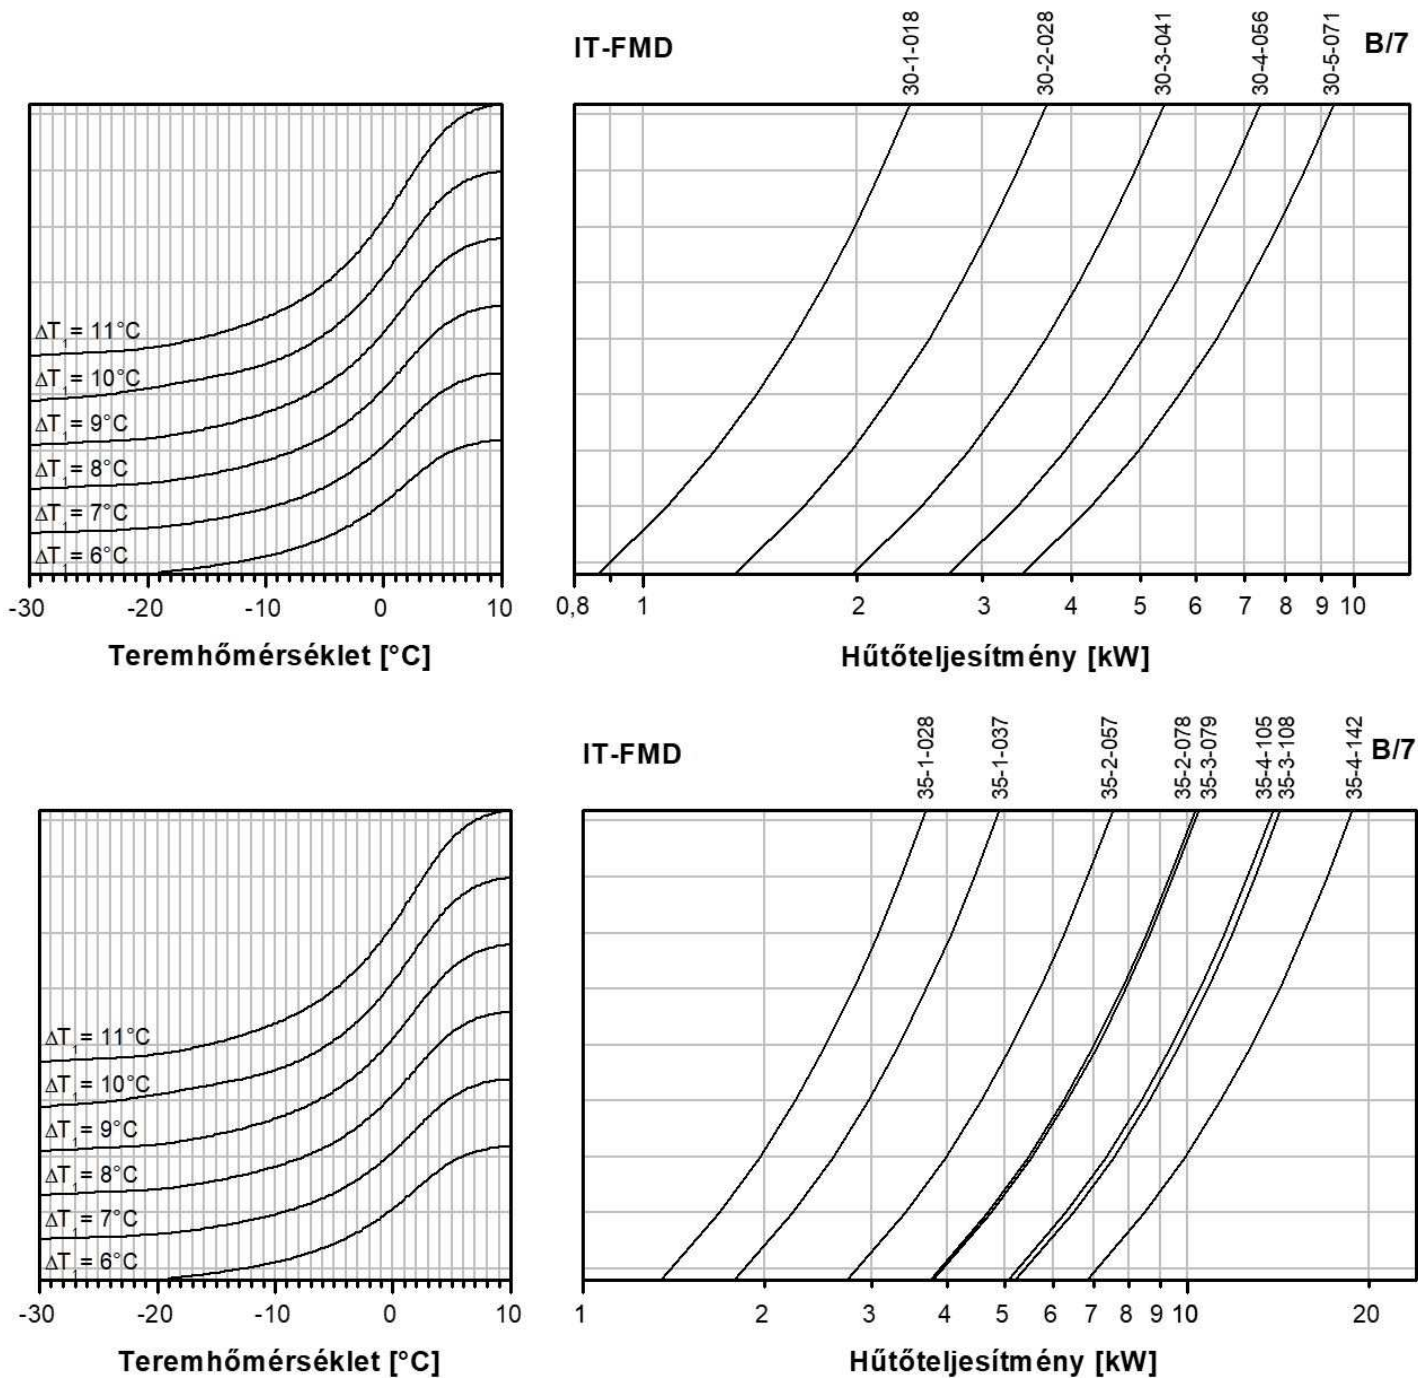 IT-FMD
30-1-018
30-2-028
30-3-041
30-4-056
30-5-071
B/7
ΔT₁ = 11°C
ΔT₁ = 10°C
ΔT₁ = 9°C
ΔT₁ = 8°C
ΔT₁ = 7°C
ΔT₁ = 6°C
-30 -20 -10 0 10
0,8 1 2 3 4 5 6 7 8 9 10
Teremhőmérséklet [°C]
Hűtőteljesítmény [kW]
IT-FMD
35-1-028
35-1-037
35-2-057
35-2-078
35-3-079
35-4-105
35-3-108
35-4-142
B/7
ΔT₁ = 11°C
ΔT₁ = 10°C
ΔT₁ = 9°C
ΔT₁ = 8°C
ΔT₁ = 7°C
ΔT₁ = 6°C
-30 -20 -10 0 10
1 2 3 4 5 6 7 8 9 10 20
Teremhőmérséklet [°C]
Hűtőteljesítmény [kW]